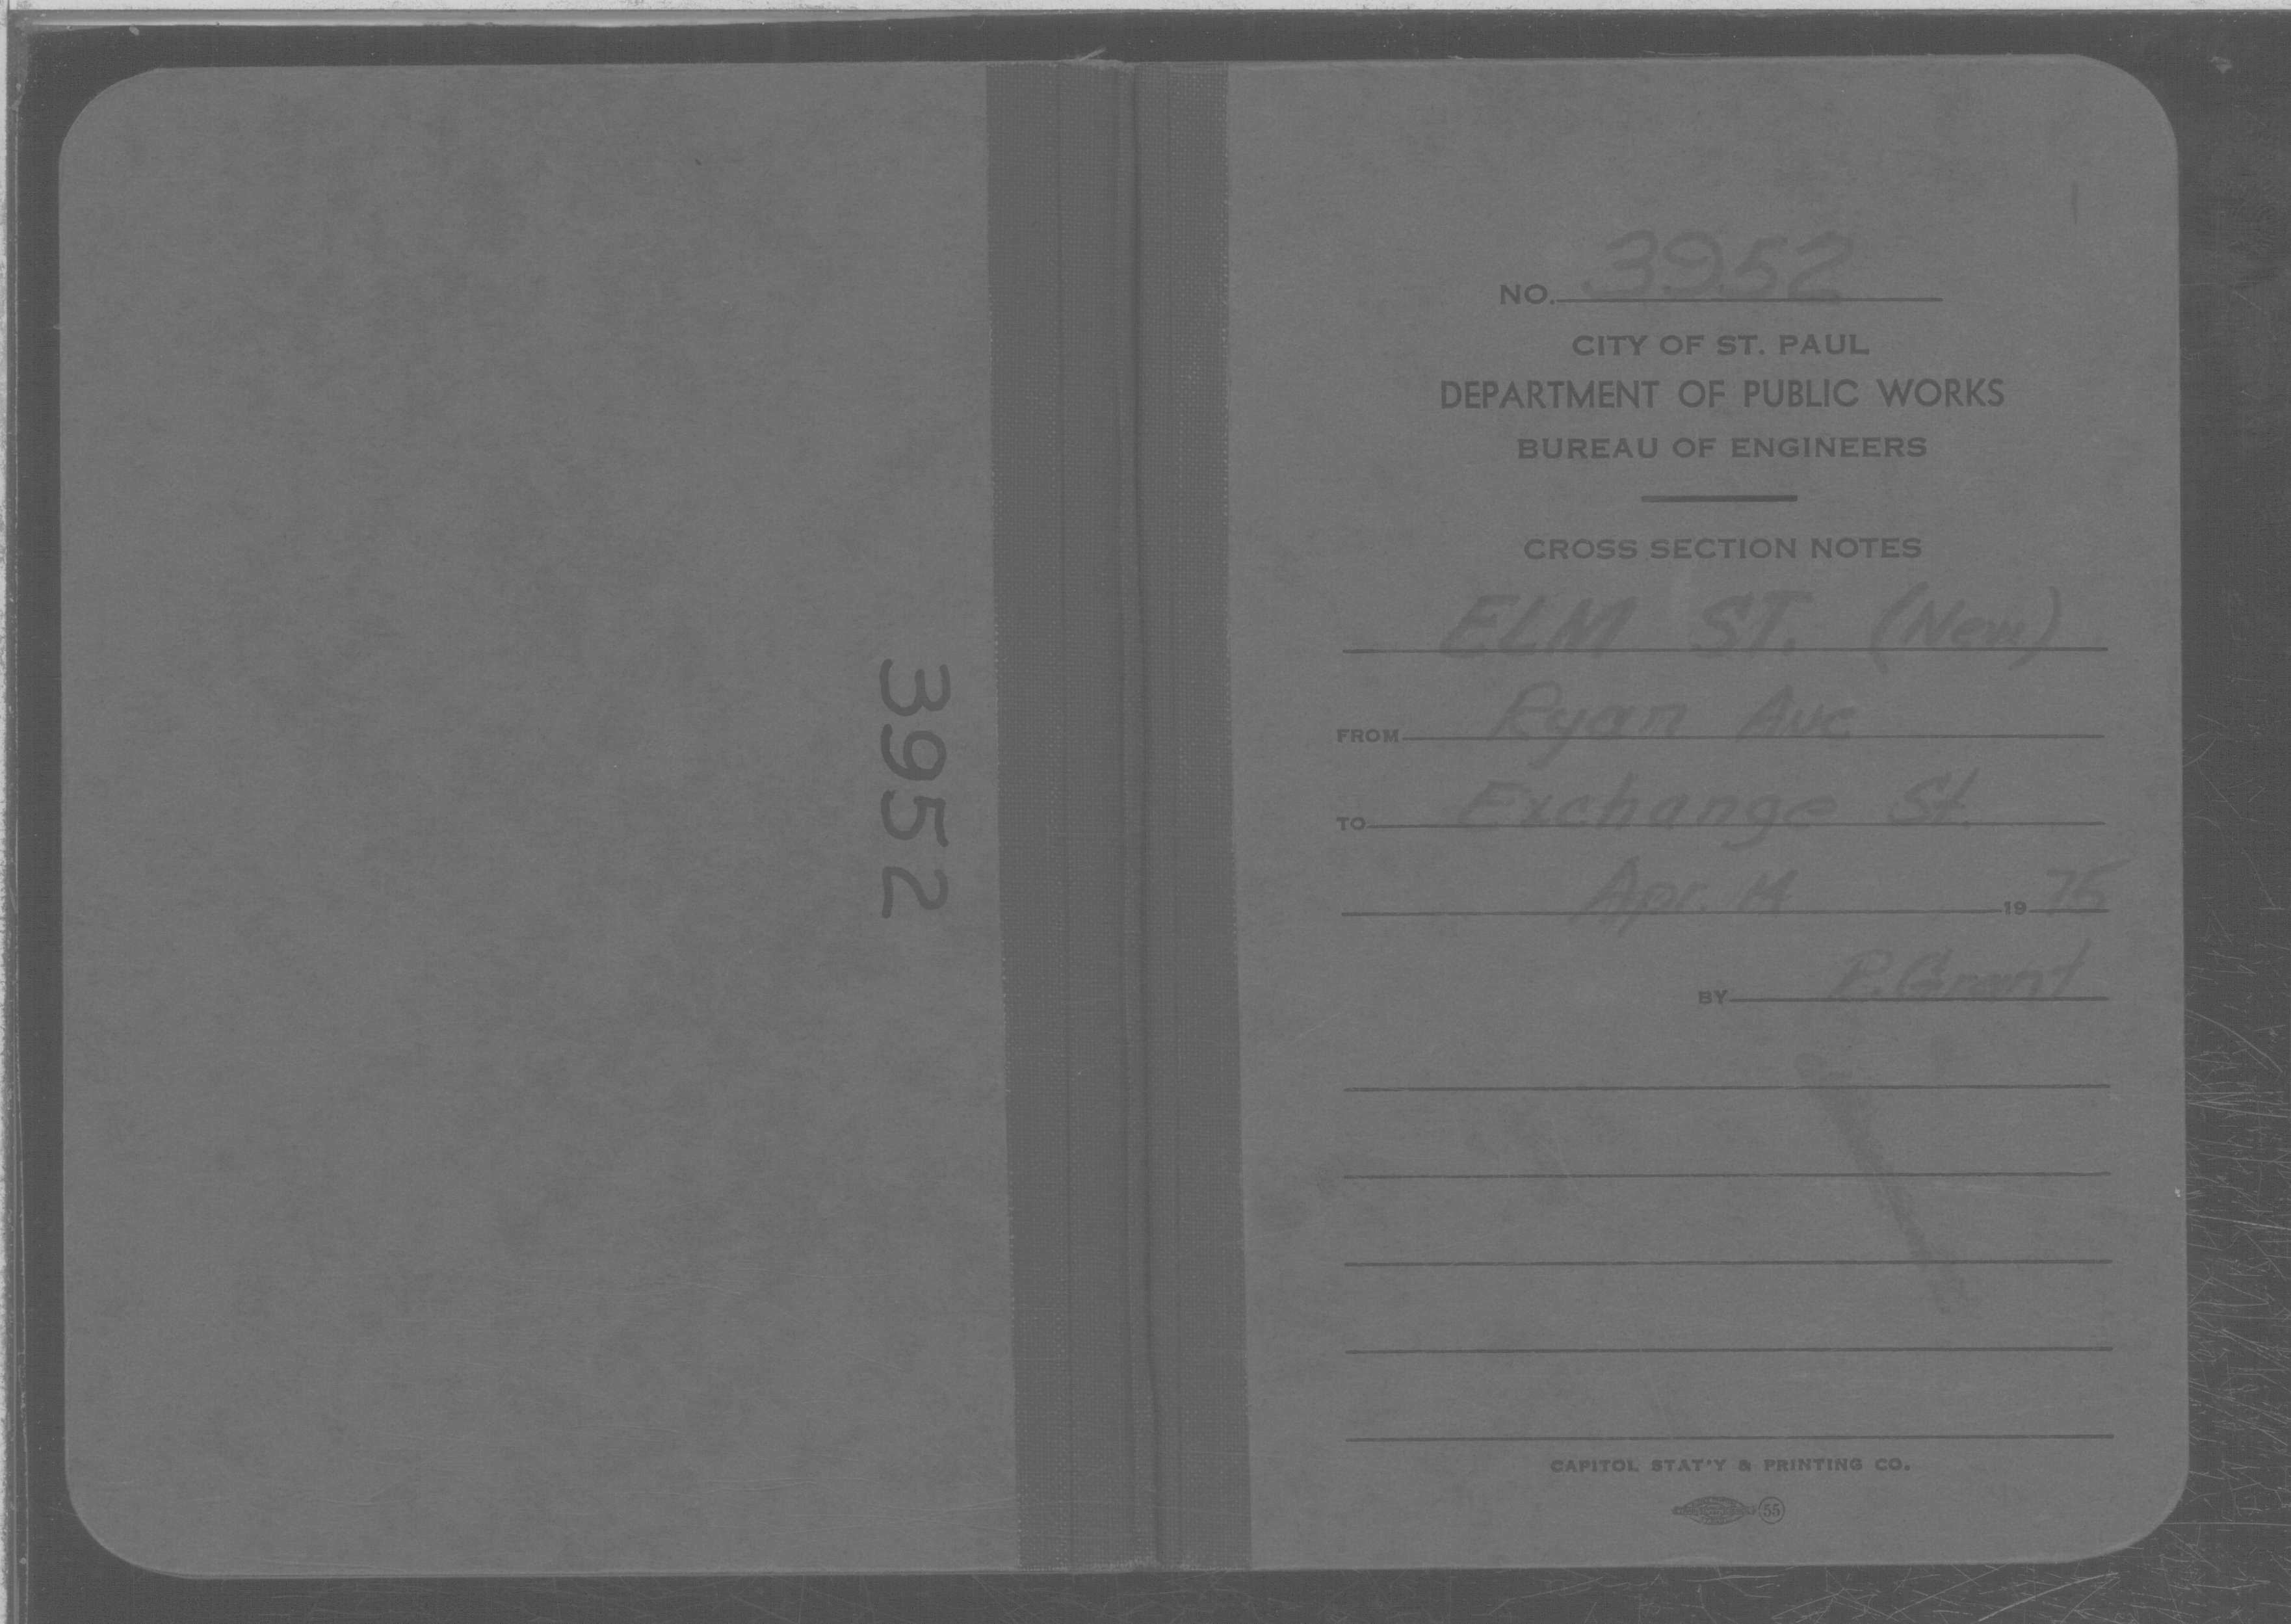 3952
NO. 3952
CITY OF ST. PAUL
DEPARTMENT OF PUBLIC WORKS
BUREAU OF ENGINEERS
CROSS SECTION NOTES
ELM ST. (New)
FROM Ryan Ave
TO Exchange St.
Apr. 14 19 75
BY R. Grant
CAPITOL STAT'Y & PRINTING CO.
55